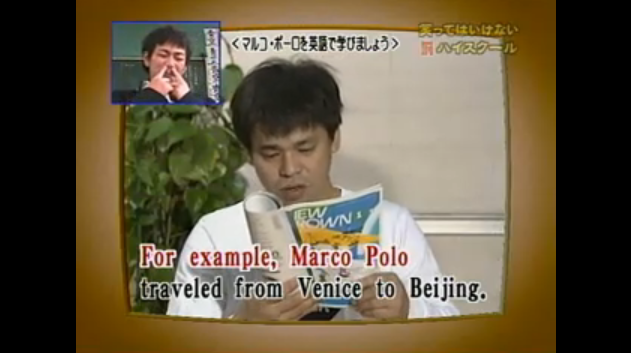 <マルコ・ポーロを英語で学びましょう>
笑ってはいけない
ハイスクール
EW
ROWN
For example, Marco Polo
traveled from Venice to Beijing.